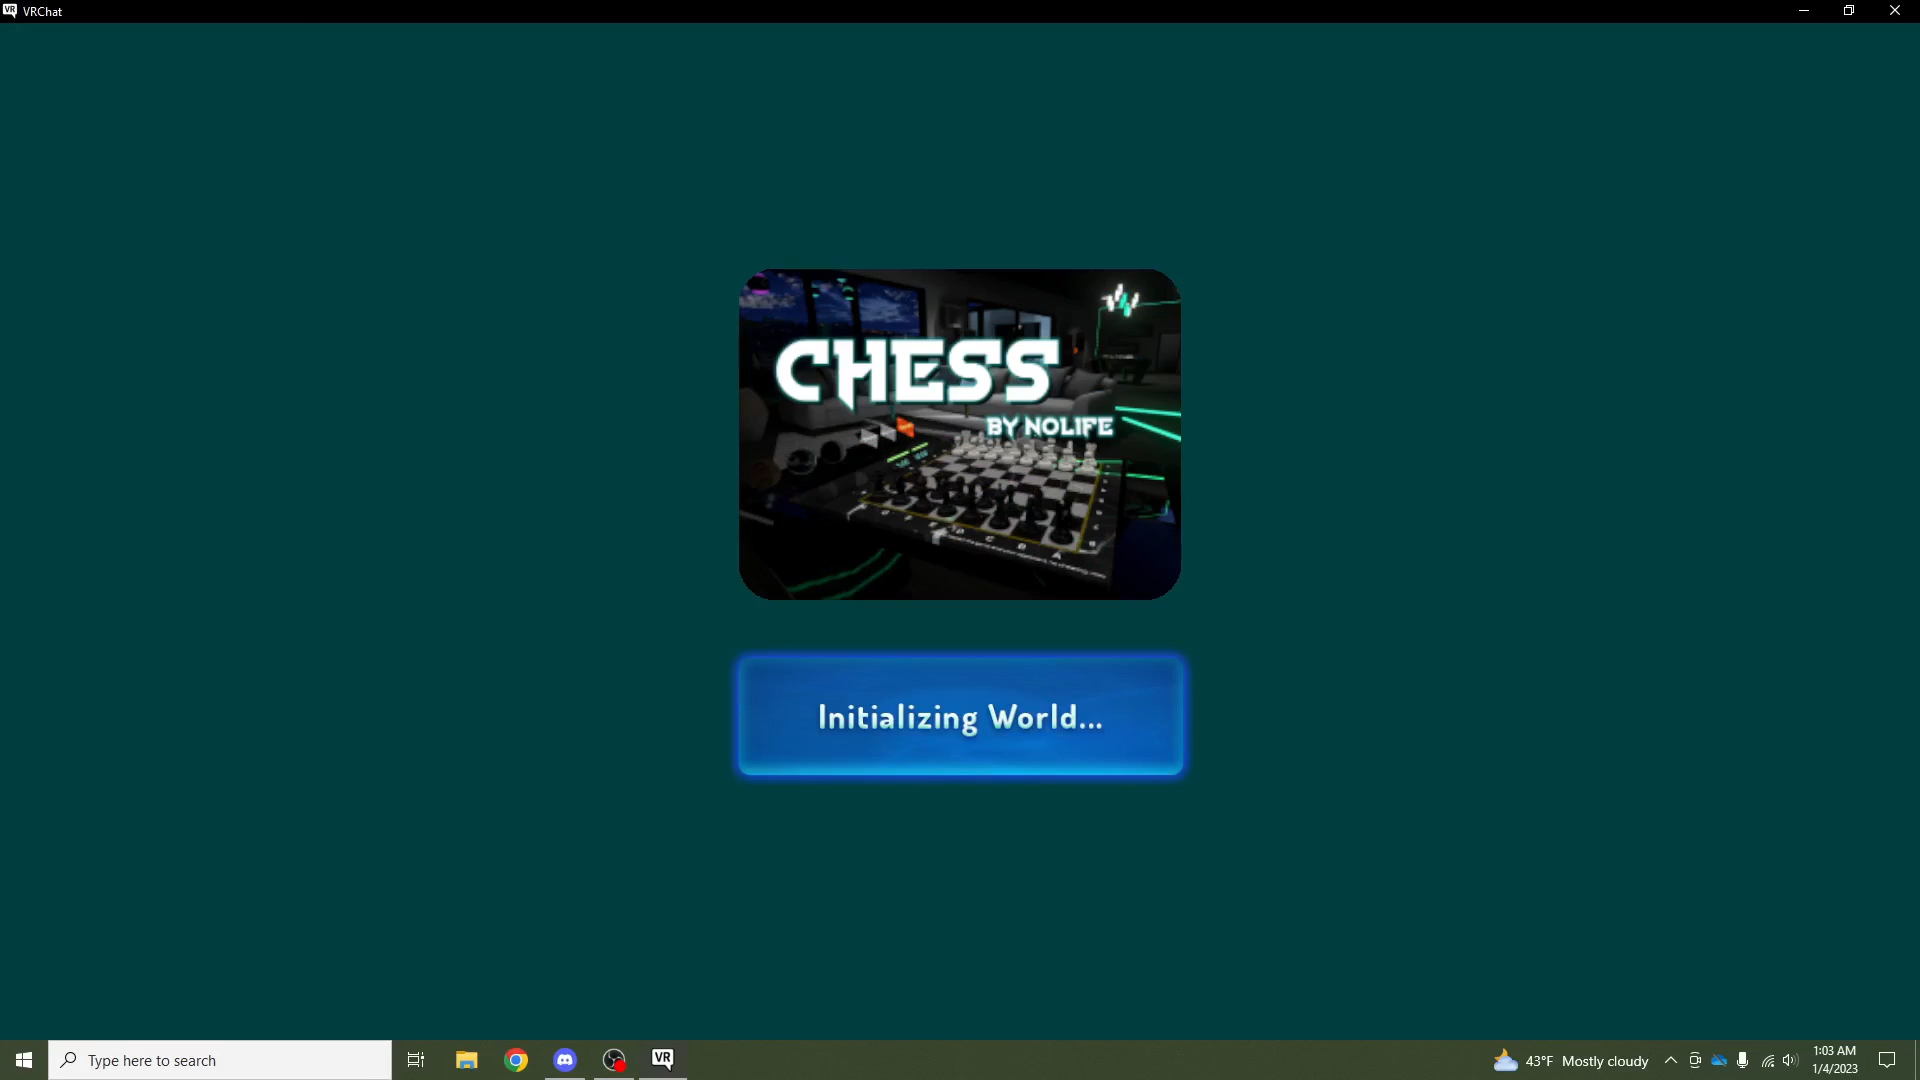 VRChat
CHESS
BY NOLIFE
Initializing World...
Type here to search
VR
43°F Mostly cloudy
1:03 AM
1/4/2023